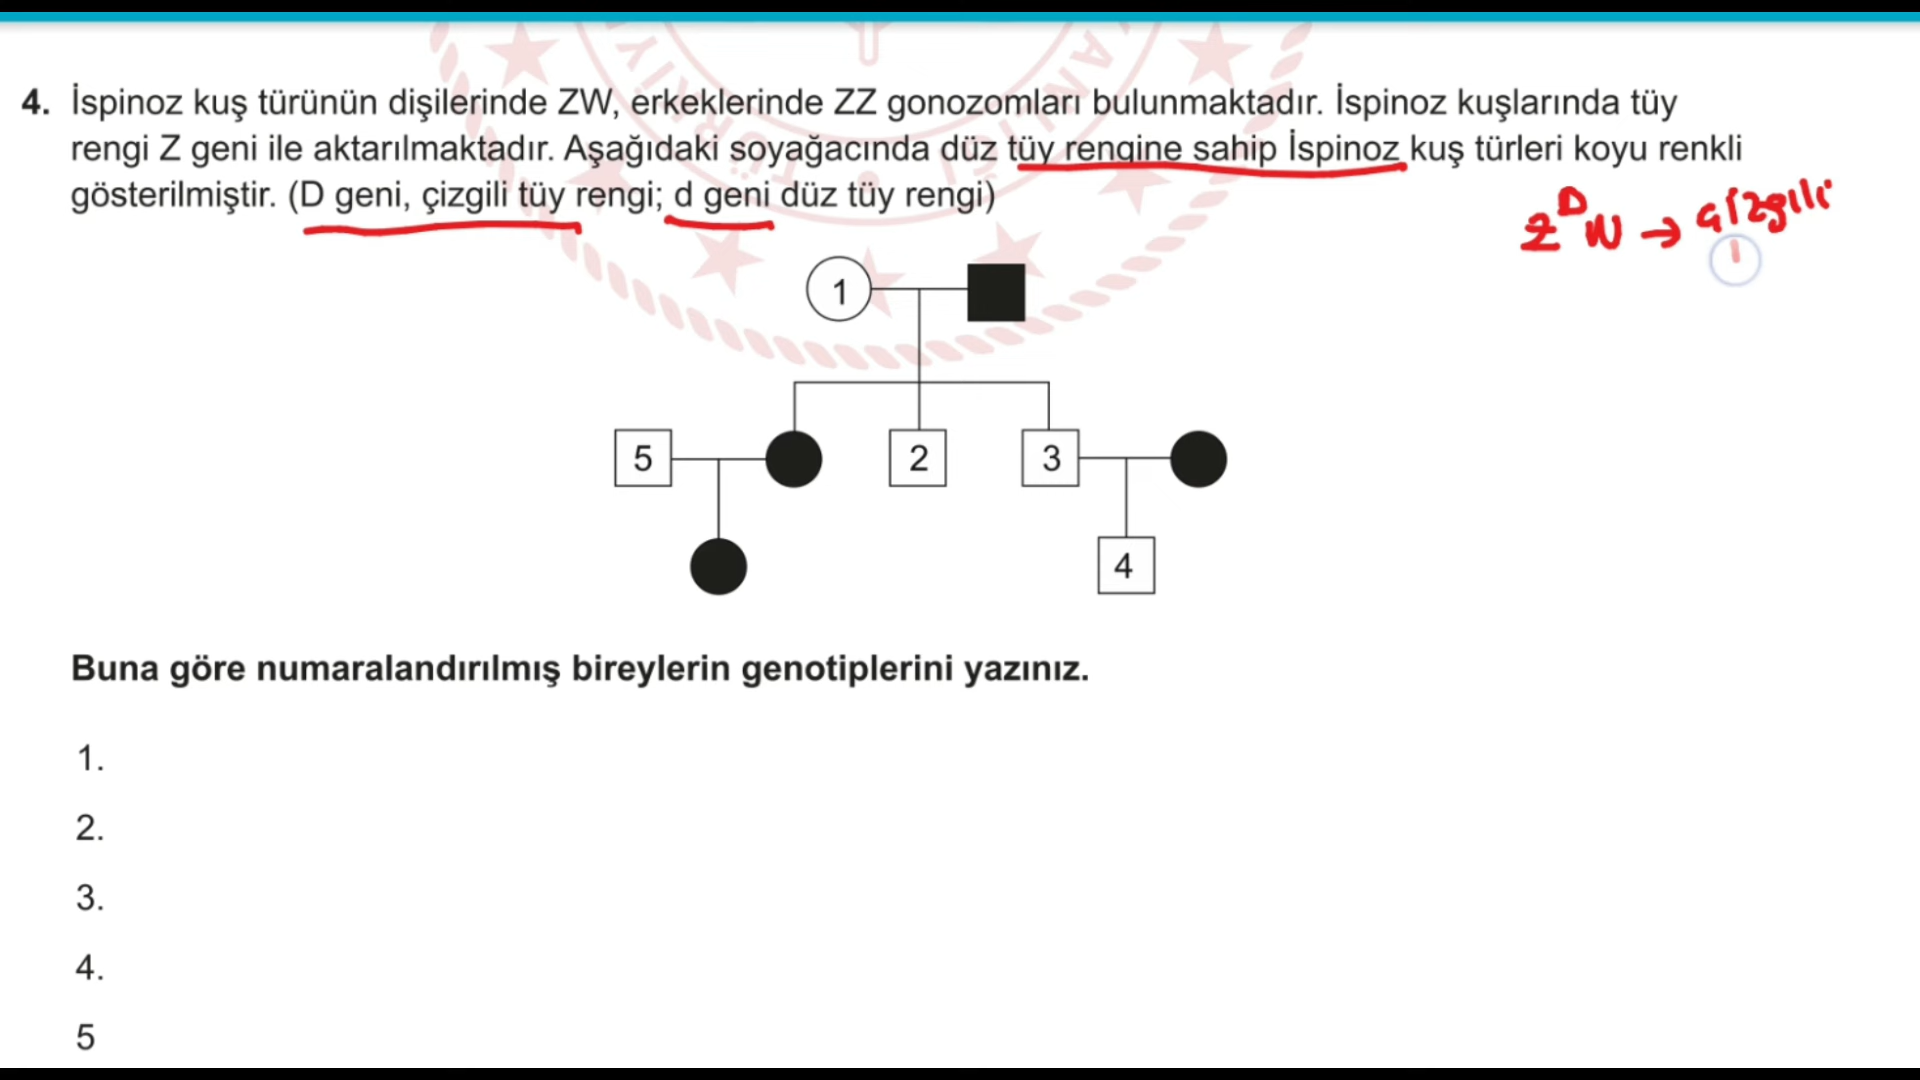 4. İspinoz kuş türünün dişilerinde ZW, erkeklerinde ZZ gonozomları bulunmaktadır. İspinoz kuşlarında tüy
rengi Z geni ile aktarılmaktadır. Aşağıdaki soyağacında düz tüy rengine sahip İspinoz kuş türleri koyu renkli
gösterilmiştir. (D geni, çizgili tüy rengi; d geni düz tüy rengi)
Z^D W → çizgili
1
5
2
3
4
Buna göre numaralandırılmış bireylerin genotiplerini yazınız.
1.
2.
3.
4.
5